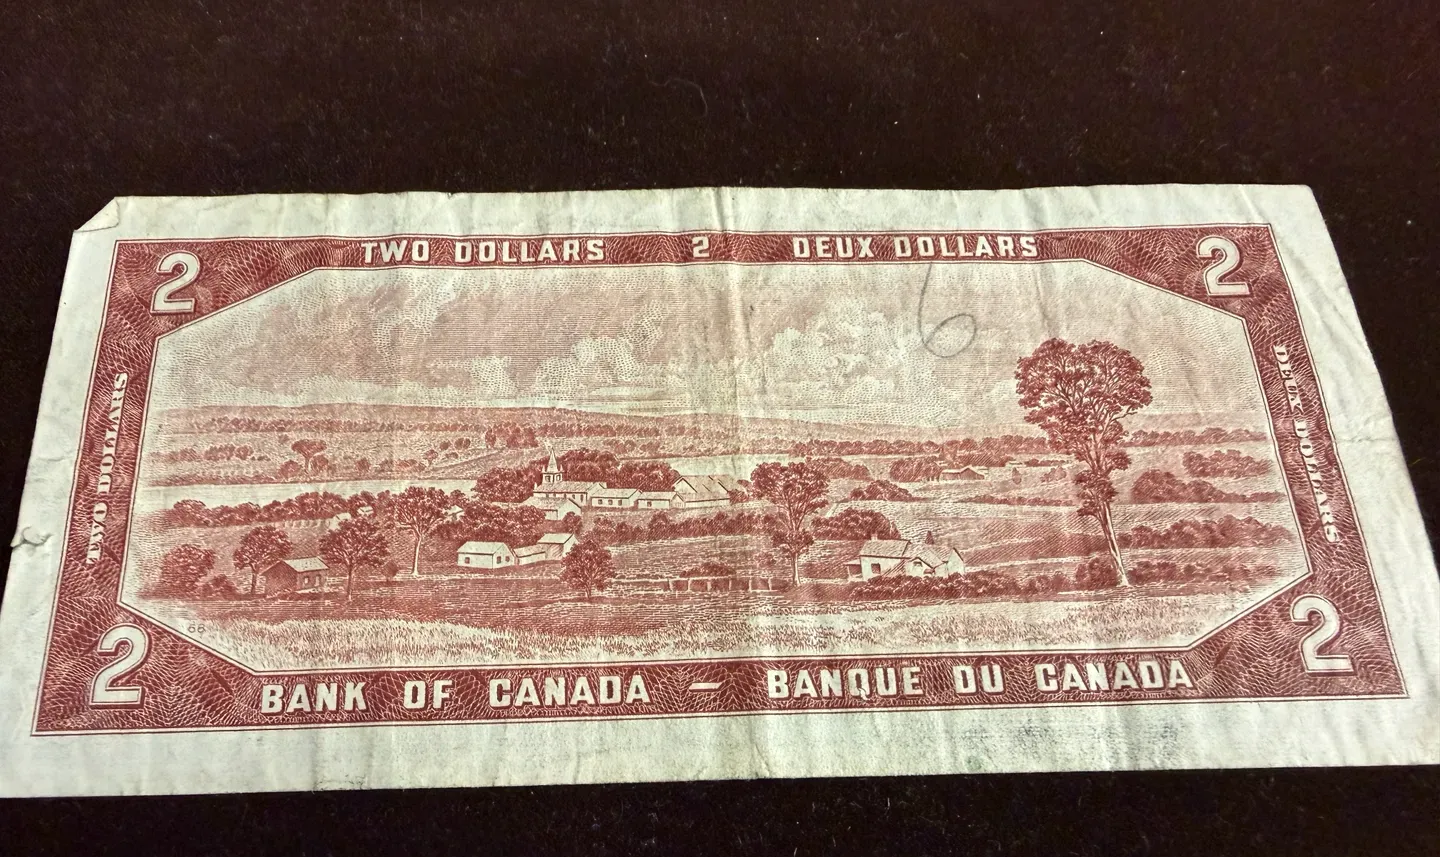 TWO DOLLARS 2 DEUX DOLLARS
2 2
6
TWO DOLLARS
DEUX DOLLARS
66
2 2
BANK OF CANADA – BANQUE DU CANADA